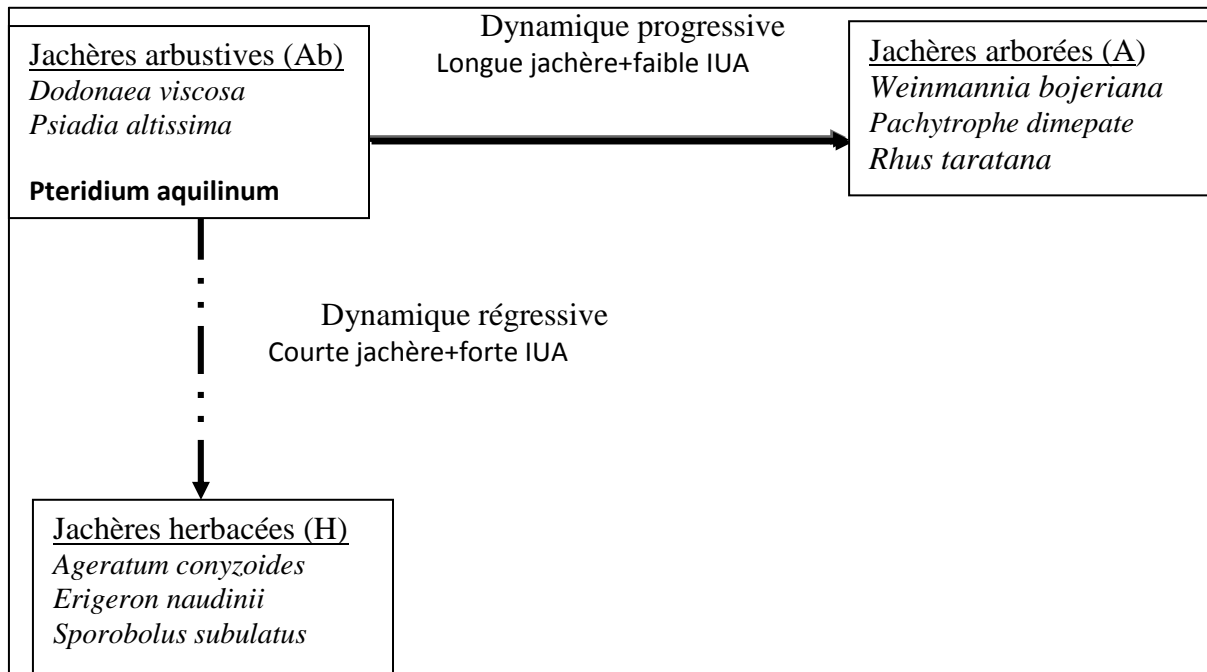 Jachères arbustives (Ab)
Dodonaea viscosa
Psiadia altissima
Pteridium aquilinum
Dynamique progressive
Longue jachère+faible IUA
Jachères arborées (A)
Weinmannia bojeriana
Pachytrophe dimepate
Rhus taratana
Dynamique régressive
Courte jachère+forte IUA
Jachères herbacées (H)
Ageratum conyzoides
Erigeron naudinii
Sporobolus subulatus